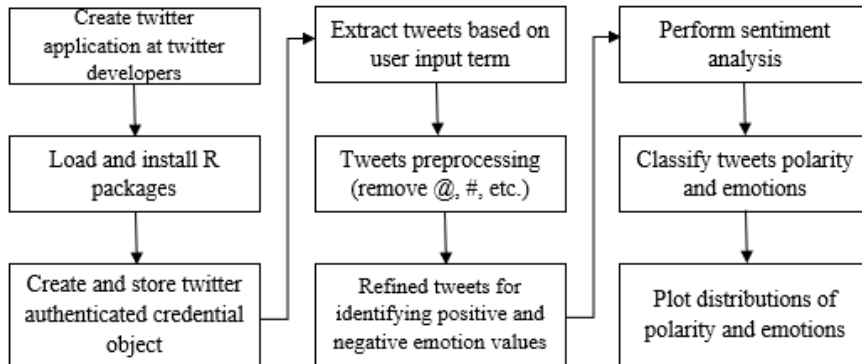 Create twitter
application at twitter
developers
Load and install R
packages
Create and store twitter
authenticated credential
object
Extract tweets based on
user input term
Tweets preprocessing
(remove @, #, etc.)
Refined tweets for
identifying positive and
negative emotion values
Perform sentiment
analysis
Classify tweets polarity
and emotions
Plot distributions of
polarity and emotions